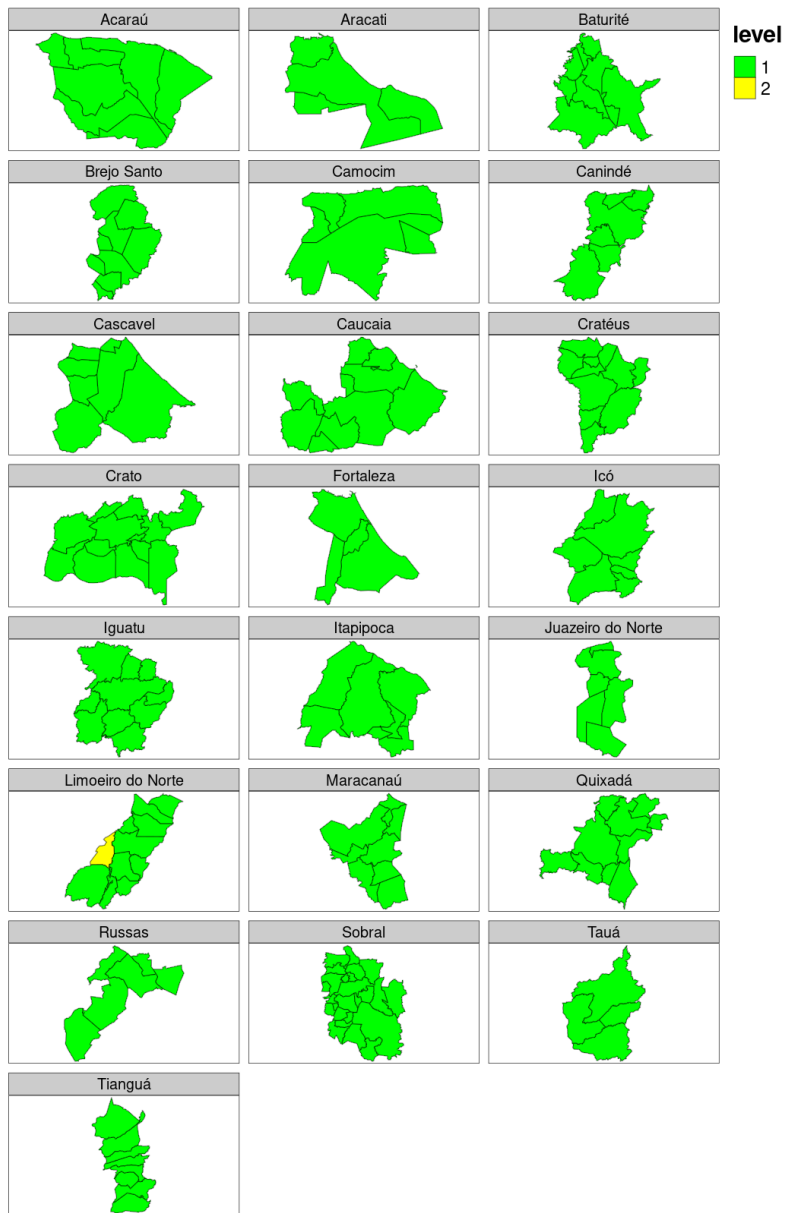 Acaraú
Aracati
Baturité
level
1
2
Brejo Santo
Camocim
Canindé
Cascavel
Caucaia
Cratéus
Crato
Fortaleza
Icó
Iguatu
Itapipoca
Juazeiro do Norte
Limoeiro do Norte
Maracanaú
Quixadá
Russas
Sobral
Tauá
Tianguá